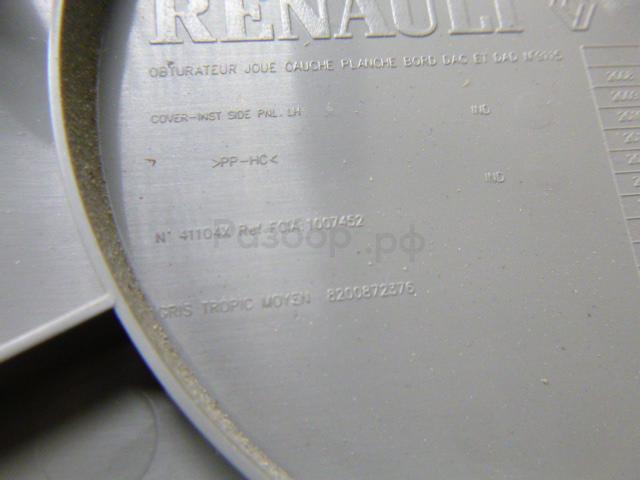 RENAULT
OBTURATEUR JOUE GAUCHE PLANCHE BORD DAG ET DAD
COVER-INST SIDE PNL. LH IND
>PP-HC<
IND
N° 41104X Ref FCIA 1007452
Разбор.рф
GRIS TROPIC MOYEN 8200872376